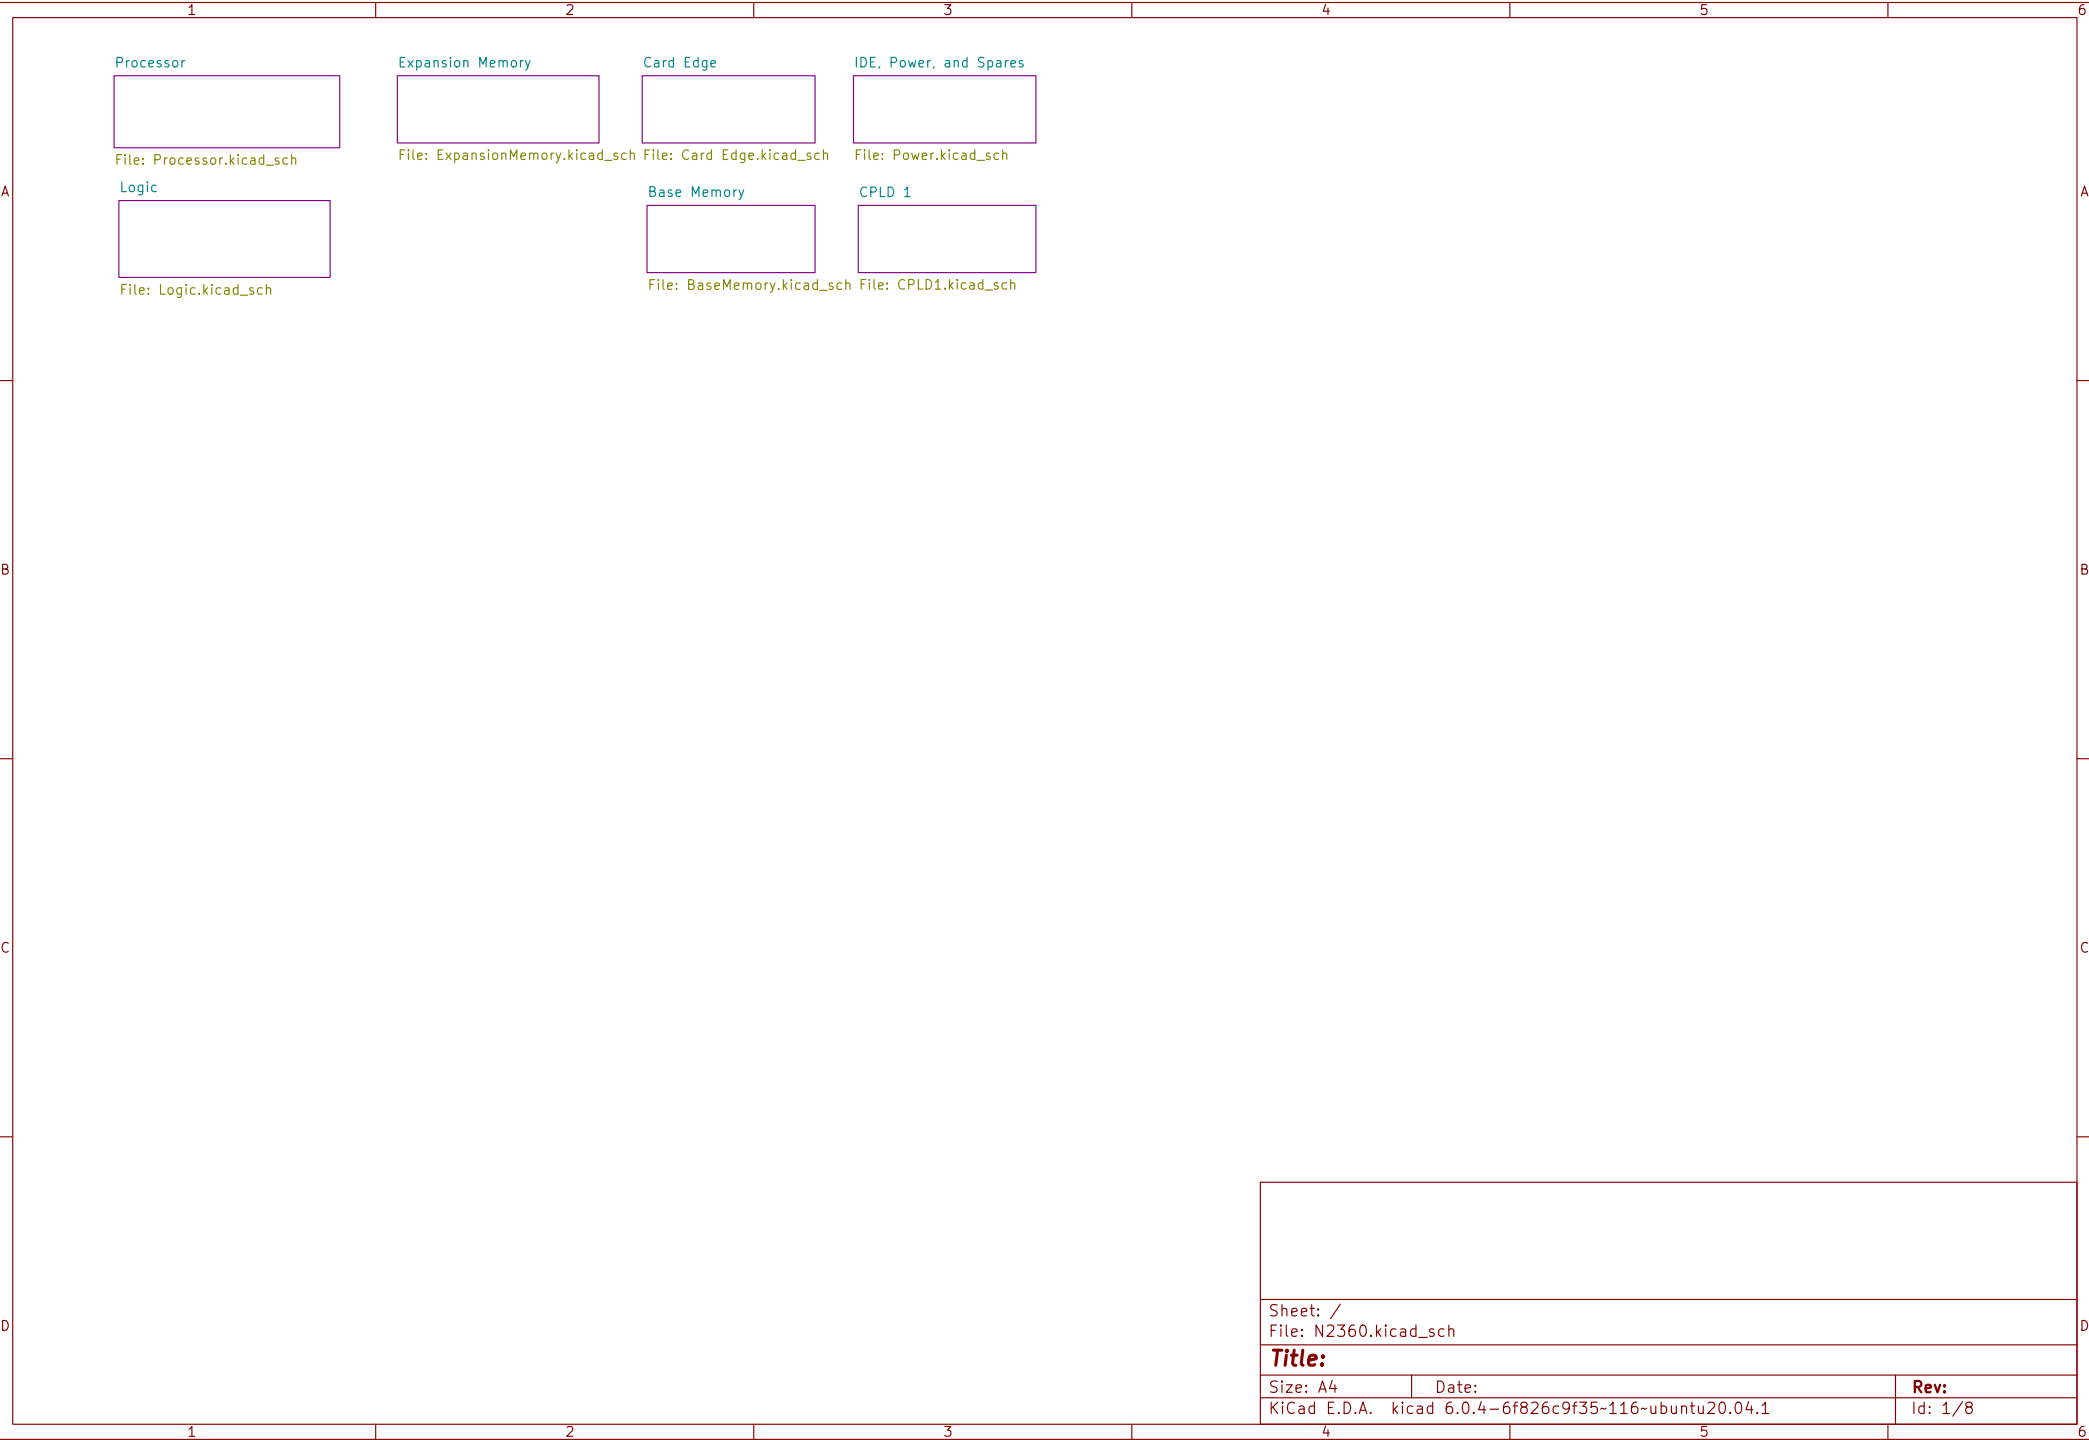 1 2 3 4 5 6
Processor
Expansion Memory
Card Edge
IDE, Power, and Spares
File: Processor.kicad_sch
File: ExpansionMemory.kicad_sch
File: Card Edge.kicad_sch
File: Power.kicad_sch
A A
Logic
Base Memory
CPLD 1
File: Logic.kicad_sch
File: BaseMemory.kicad_sch
File: CPLD1.kicad_sch
B B
C C
D D
Sheet: /
File: N2360.kicad_sch
Title:
Size: A4 Date: Rev:
KiCad E.D.A. kicad 6.0.4-6f826c9f35~116~ubuntu20.04.1 Id: 1/8
1 2 3 4 5 6